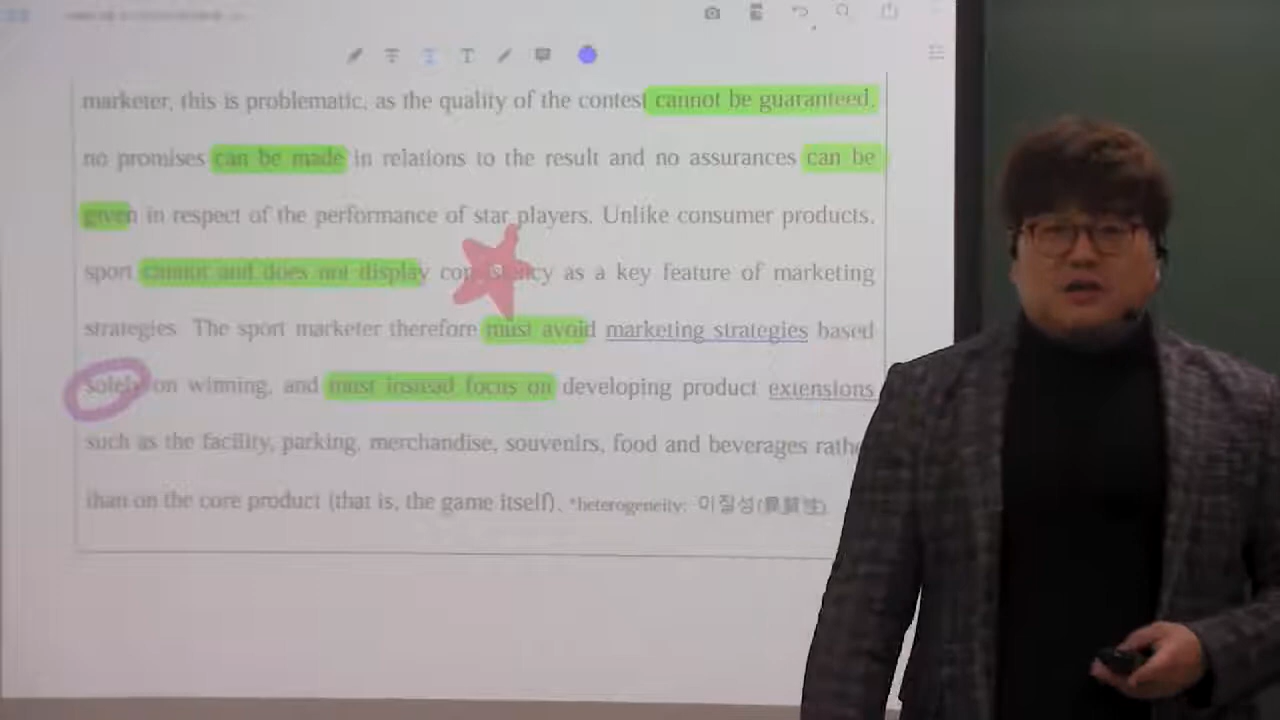 marketer, this is problematic, as the quality of the contest cannot be guaranteed,
no promises can be made in relations to the result and no assurances can be
given in respect of the performance of star players. Unlike consumer products,
sport cannot and does not display consistency as a key feature of marketing
strategies. The sport marketer therefore must avoid marketing strategies based
solely on winning, and must instead focus on developing product extensions
such as the facility, parking, merchandise, souvenirs, food and beverages rathe
than on the core product (that is, the game itself). *heterogeneity: 이질성(異質性)